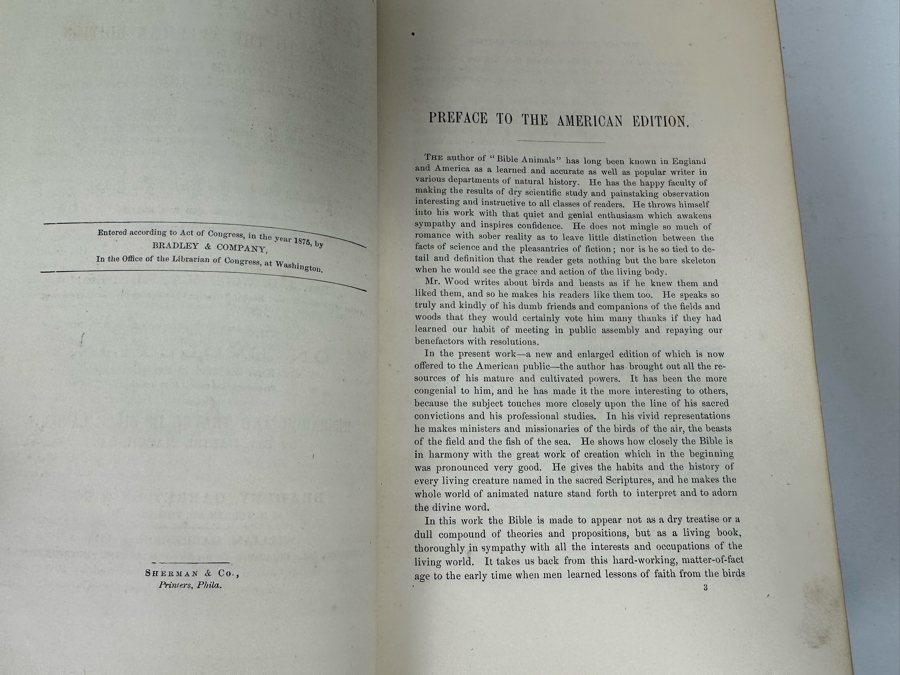 Entered according to Act of Congress, in the year 1875, by
BRADLEY & COMPANY,
In the Office of the Librarian of Congress, at Washington.
SHERMAN & CO.,
Printers, Phila.
PREFACE TO THE AMERICAN EDITION.
THE author of "Bible Animals" has long been known in England
and America as a learned and accurate as well as popular writer in
various departments of natural history. He has the happy faculty of
making the results of dry scientific study and painstaking observation
interesting and instructive to all classes of readers. He throws himself
into his work with that quiet and genial enthusiasm which awakens
sympathy and inspires confidence. He does not mingle so much of
romance with sober reality as to leave little distinction between the
facts of science and the pleasantries of fiction; nor is he so tied to de-
tail and definition that the reader gets nothing but the bare skeleton
when he would see the grace and action of the living body.
Mr. Wood writes about birds and beasts as if he knew them and
liked them, and so he makes his readers like them too. He speaks so
truly and kindly of his dumb friends and companions of the fields and
woods that they would certainly vote him many thanks if they had
learned our habit of meeting in public assembly and repaying our
benefactors with resolutions.
In the present work—a new and enlarged edition of which is now
offered to the American public—the author has brought out all the re-
sources of his mature and cultivated powers. It has been the more
congenial to him, and he has made it the more interesting to others,
because the subject touches more closely upon the line of his sacred
convictions and his professional studies. In his vivid representations
he makes ministers and missionaries of the birds of the air, the beasts
of the field and the fish of the sea. He shows how closely the Bible is
in harmony with the great work of creation which in the beginning
was pronounced very good. He gives the habits and the history of
every living creature named in the sacred Scriptures, and he makes the
whole world of animated nature stand forth to interpret and to adorn
the divine word.
In this work the Bible is made to appear not as a dry treatise or a
dull compound of theories and propositions, but as a living book,
thoroughly in sympathy with all the interests and occupations of the
living world. It takes us back from this hard-working, matter-of-fact
age to the early time when men learned lessons of faith from the birds
3